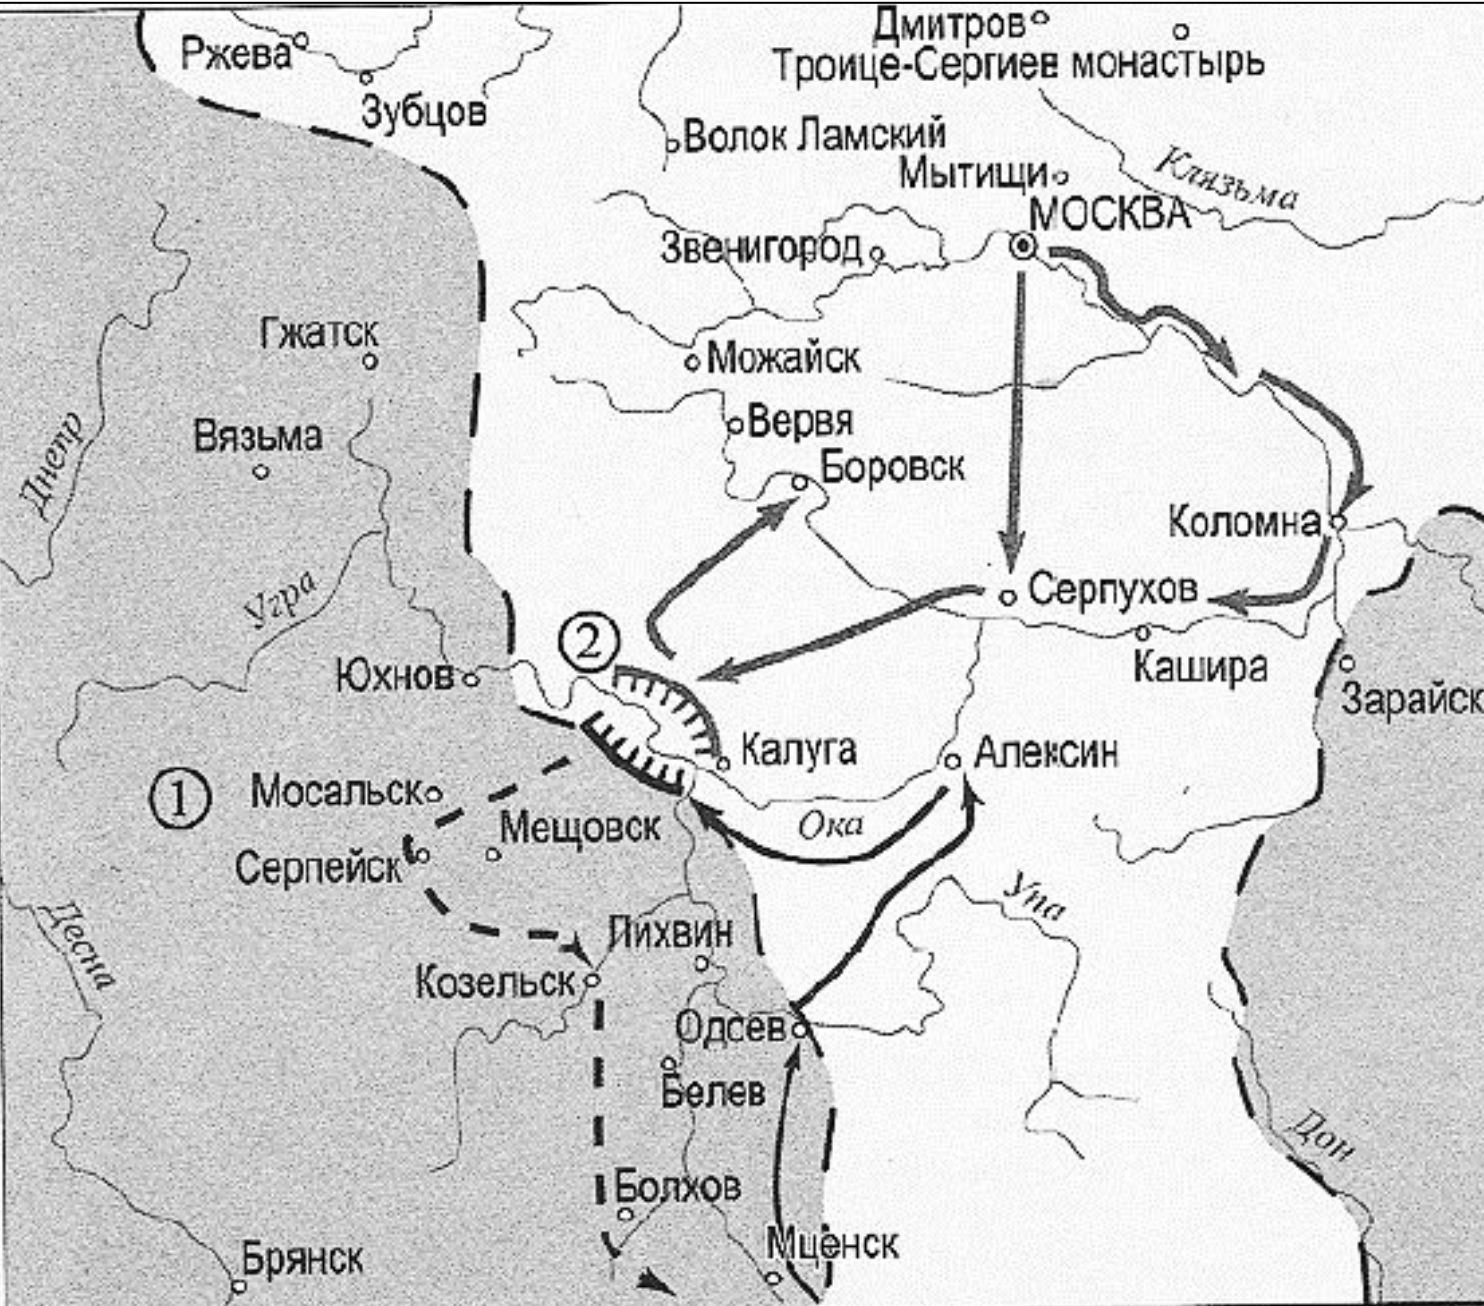 Дмитров
Ржева
Троице-Сергиев монастырь
Зубцов
Волок Ламский
Мытищи
Клязьма
МОСКВА
Звенигород
Гжатск
Можайск
Вервя
Вязьма
Боровск
Днепр
Коломна
Угра
Серпухов
2
Юхнов
Кашира
Зарайск
Калуга
Алексин
1
Мосальск
Мещовск
Ока
Серпейск
Упа
Десна
Лихвин
Козельск
Одсев
Белев
Дон
Болхов
Мценск
Брянск